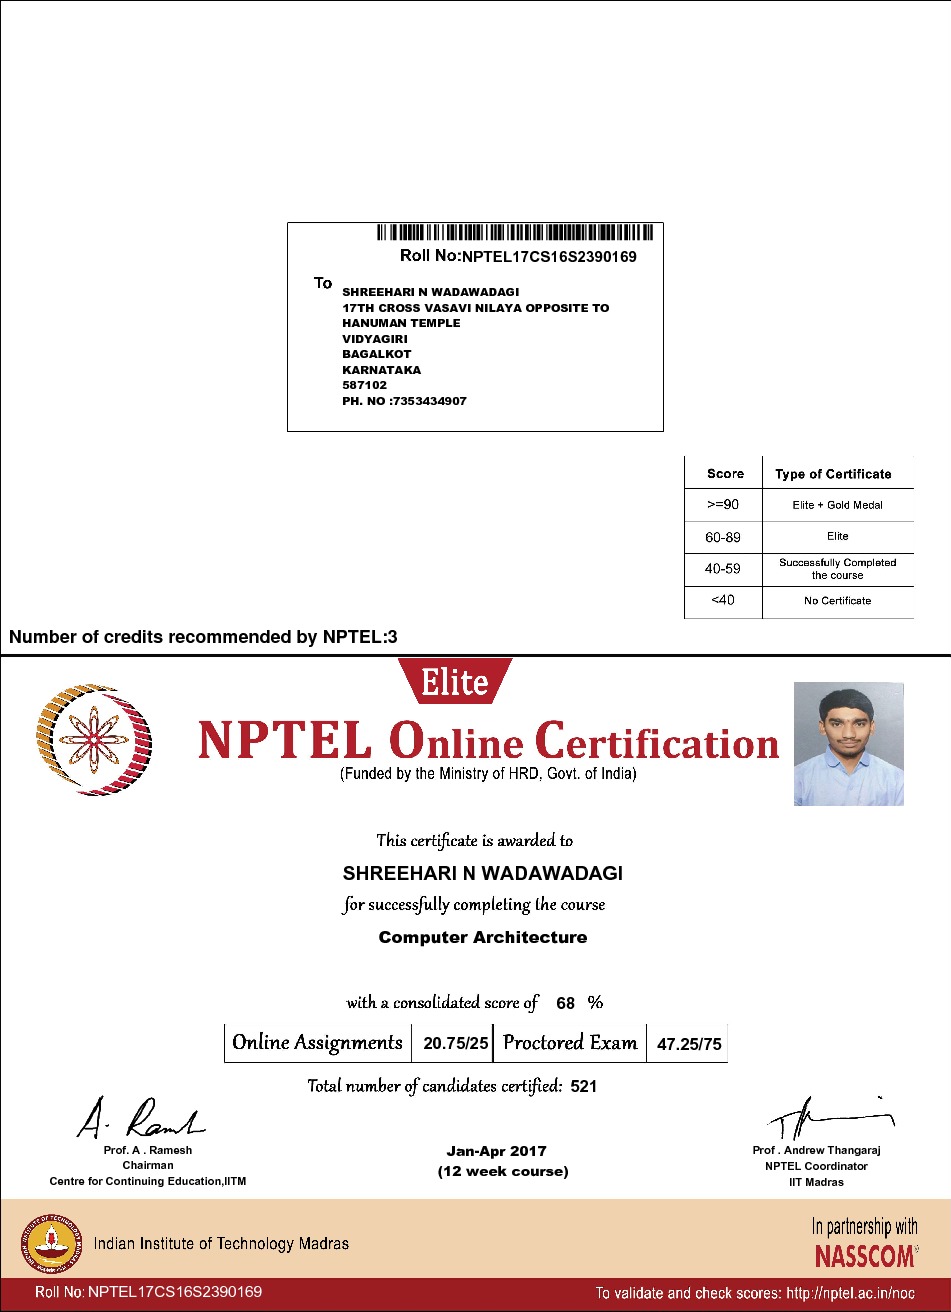 Roll No:NPTEL17CS16S2390169
To
SHREEHARI N WADAWADAGI
17TH CROSS VASAVI NILAYA OPPOSITE TO
HANUMAN TEMPLE
VIDYAGIRI
BAGALKOT
KARNATAKA
587102
PH. NO :7353434907
Score Type of Certificate
>=90 Elite + Gold Medal
60-89 Elite
40-59 Successfully Completed
the course
<40 No Certificate
Number of credits recommended by NPTEL:3
Elite
NPTEL Online Certification
(Funded by the Ministry of HRD, Govt. of India)
This certificate is awarded to
SHREEHARI N WADAWADAGI
for successfully completing the course
Computer Architecture
with a consolidated score of 68 %
Online Assignments 20.75/25 Proctored Exam 47.25/75
Total number of candidates certified: 521
A. Ramesh
Prof. A . Ramesh
Chairman
Centre for Continuing Education,IITM
Jan-Apr 2017
(12 week course)
Prof . Andrew Thangaraj
NPTEL Coordinator
IIT Madras
Indian Institute of Technology Madras
In partnership with
NASSCOM®
Roll No: NPTEL17CS16S2390169
To validate and check scores: http://nptel.ac.in/noc